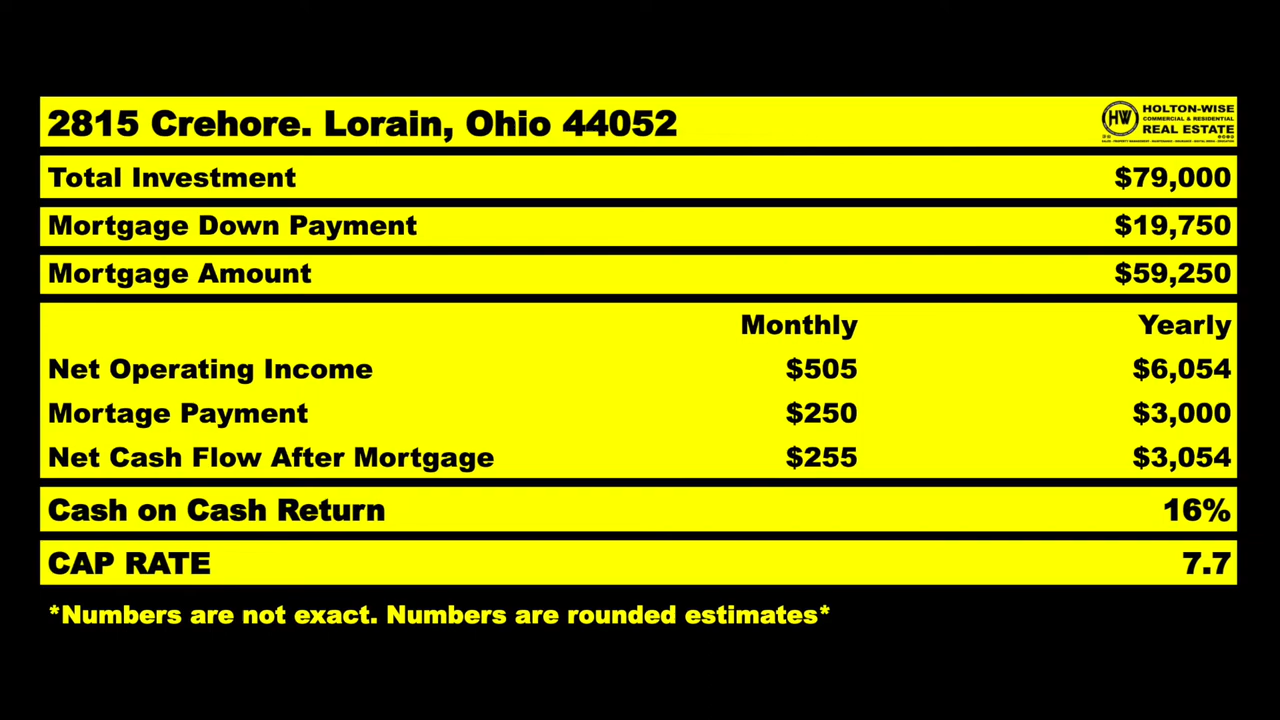 2815 Crehore. Lorain, Ohio 44052
HOLTON-WISE
COMMERCIAL & RESIDENTIAL
REAL ESTATE
HW
Total Investment $79,000
Mortgage Down Payment $19,750
Mortgage Amount $59,250
Monthly Yearly
Net Operating Income $505 $6,054
Mortage Payment $250 $3,000
Net Cash Flow After Mortgage $255 $3,054
Cash on Cash Return 16%
CAP RATE 7.7
*Numbers are not exact. Numbers are rounded estimates*